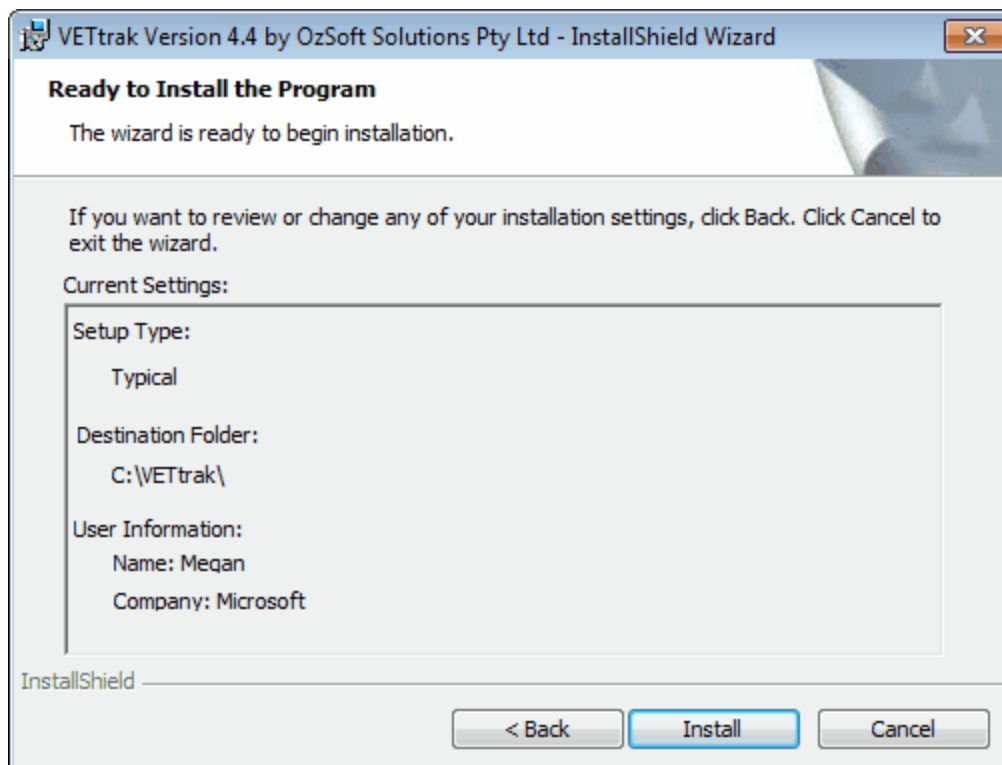 VETtrak Version 4.4 by OzSoft Solutions Pty Ltd - InstallShield Wizard
Ready to Install the Program
The wizard is ready to begin installation.
If you want to review or change any of your installation settings, click Back. Click Cancel to
exit the wizard.
Current Settings:
Setup Type:
Typical
Destination Folder:
C:\VETtrak\
User Information:
Name: Megan
Company: Microsoft
InstallShield
< Back Install Cancel